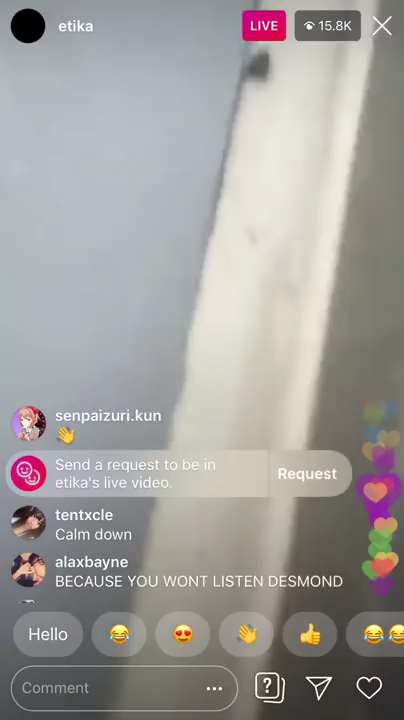 etika
LIVE
15.8K
senpaizuri.kun
👋
Send a request to be in
etika's live video.
Request
tentxcle
Calm down
alaxbayne
BECAUSE YOU WONT LISTEN DESMOND
Hello 😂 😍 👋 👍 😂😂
Comment